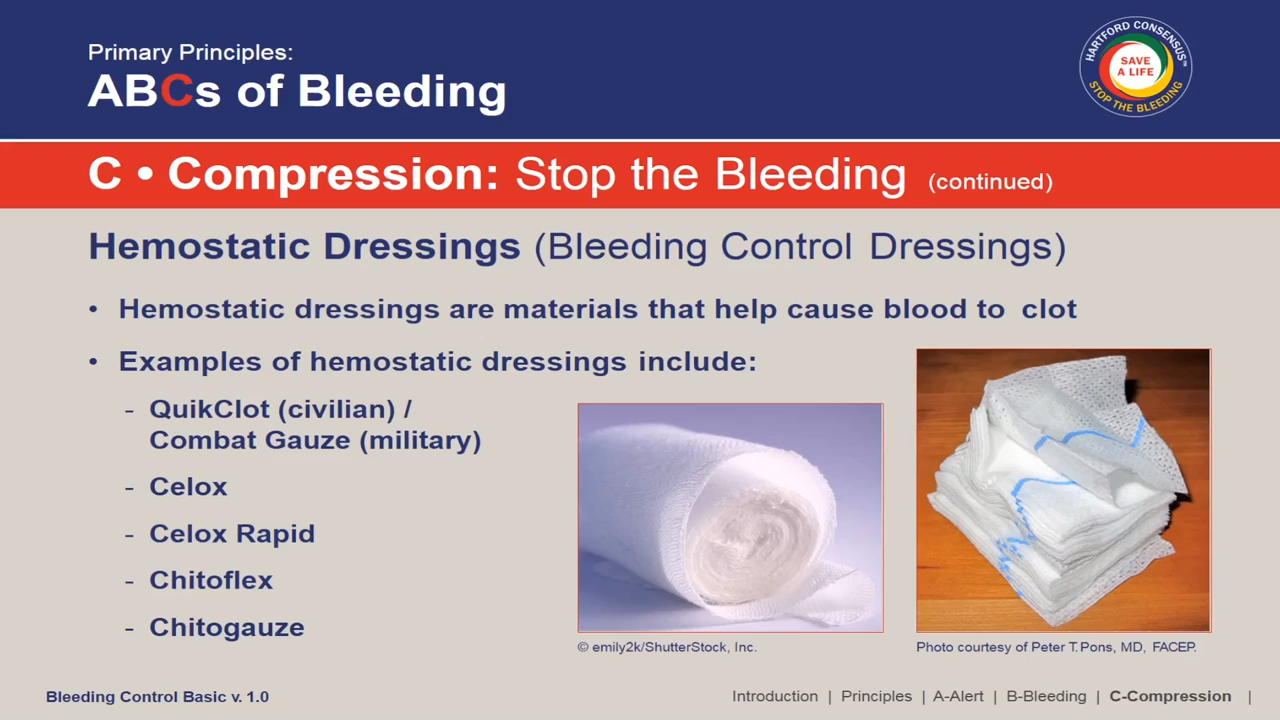 Primary Principles:
ABCs of Bleeding
HARTFORD CONSENSUS™
SAVE
A LIFE
STOP THE BLEEDING
C • Compression: Stop the Bleeding (continued)
Hemostatic Dressings (Bleeding Control Dressings)
• Hemostatic dressings are materials that help cause blood to clot
• Examples of hemostatic dressings include:
- QuikClot (civilian) /
Combat Gauze (military)
- Celox
- Celox Rapid
- Chitoflex
- Chitogauze
© emily2k/ShutterStock, Inc.
Photo courtesy of Peter T. Pons, MD, FACEP.
Bleeding Control Basic v. 1.0
Introduction | Principles | A-Alert | B-Bleeding | C-Compression |